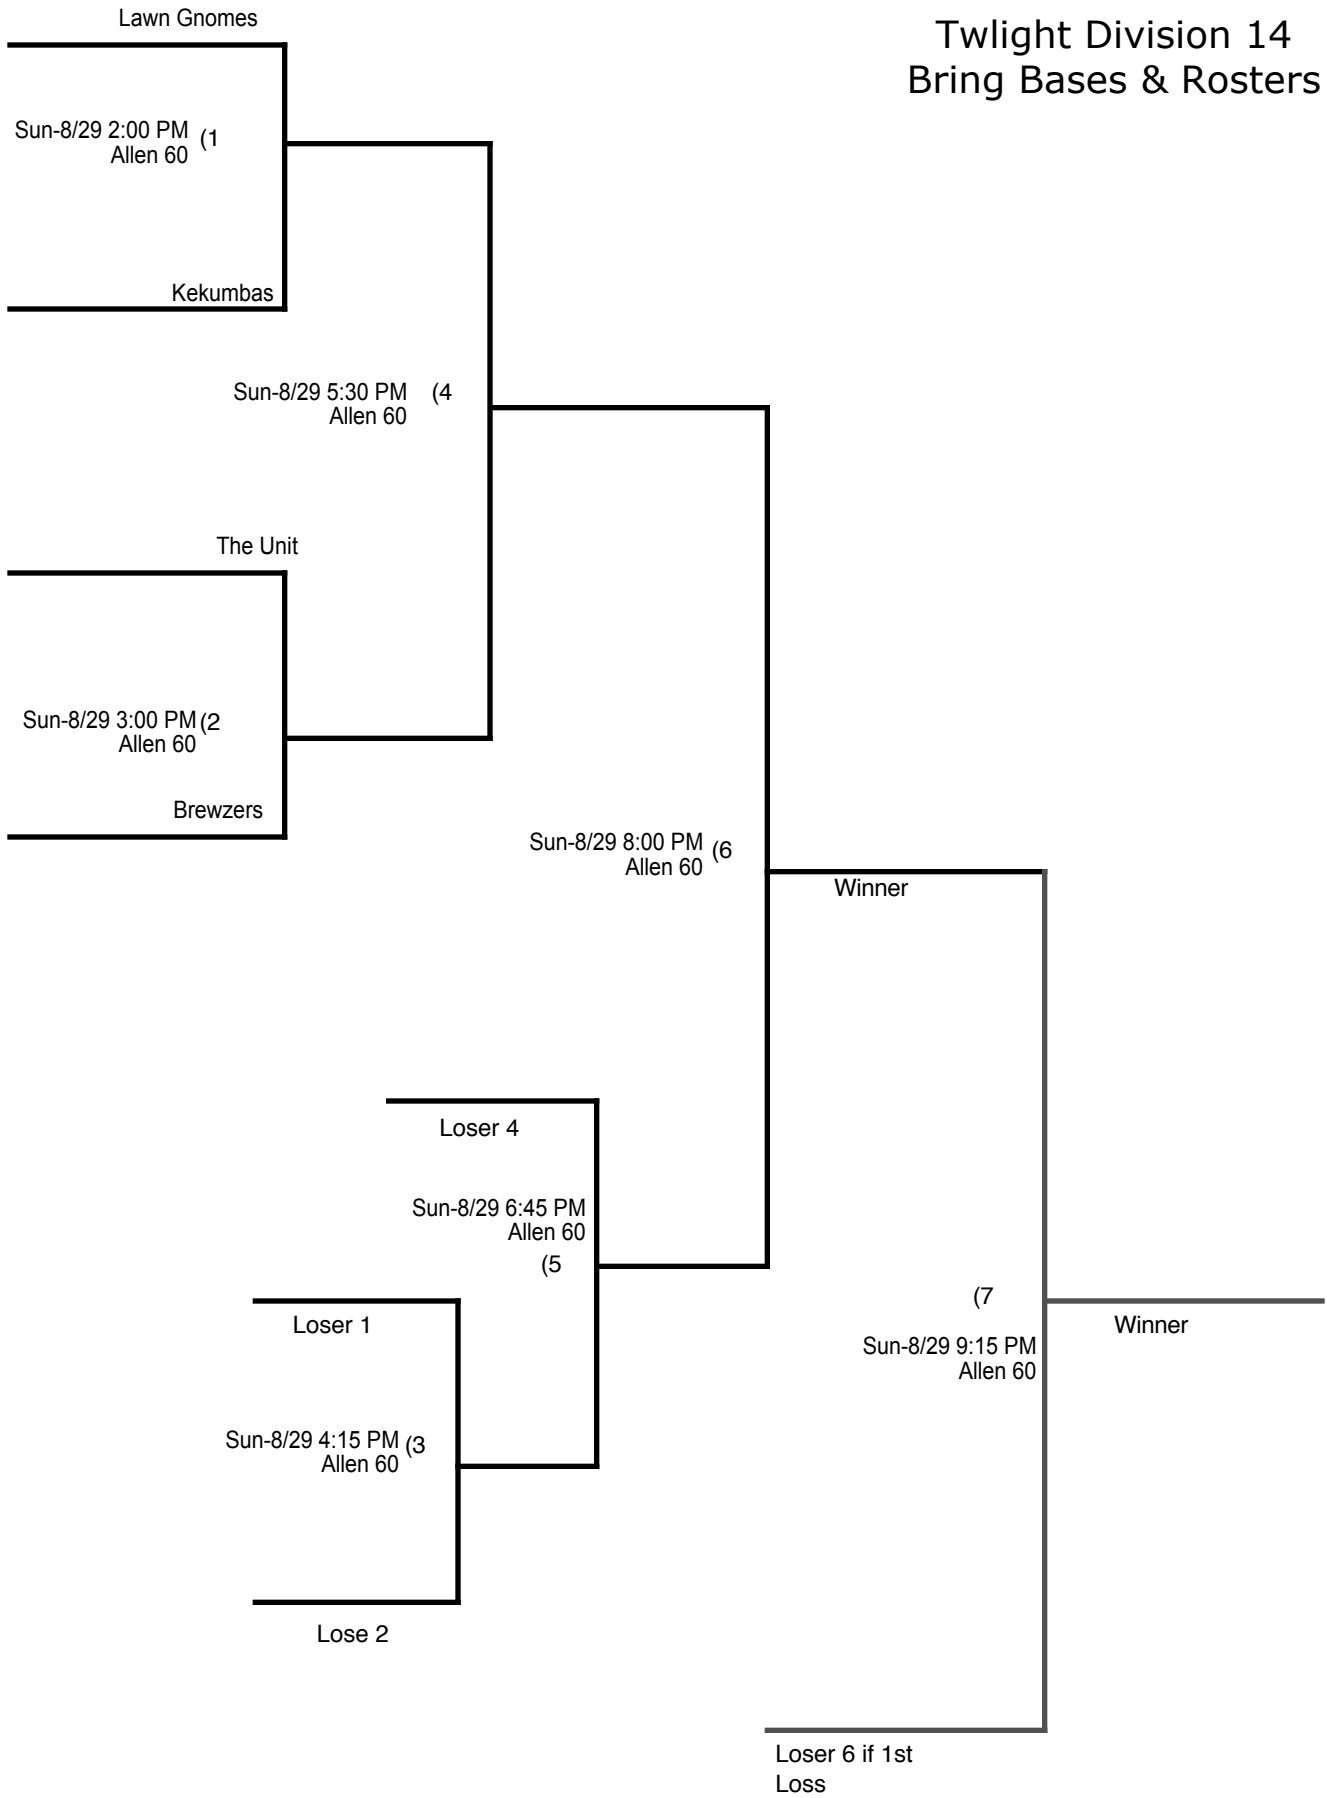 Lawn Gnomes
Twlight Division 14
Bring Bases & Rosters
Sun-8/29 2:00 PM (1
Allen 60
Kekumbas
Sun-8/29 5:30 PM (4
Allen 60
The Unit
Sun-8/29 3:00 PM (2
Allen 60
Brewzers
Sun-8/29 8:00 PM (6
Allen 60
Winner
Loser 4
Sun-8/29 6:45 PM
Allen 60
(5
Loser 1
(7
Winner
Sun-8/29 9:15 PM
Allen 60
Sun-8/29 4:15 PM (3
Allen 60
Lose 2
Loser 6 if 1st
Loss